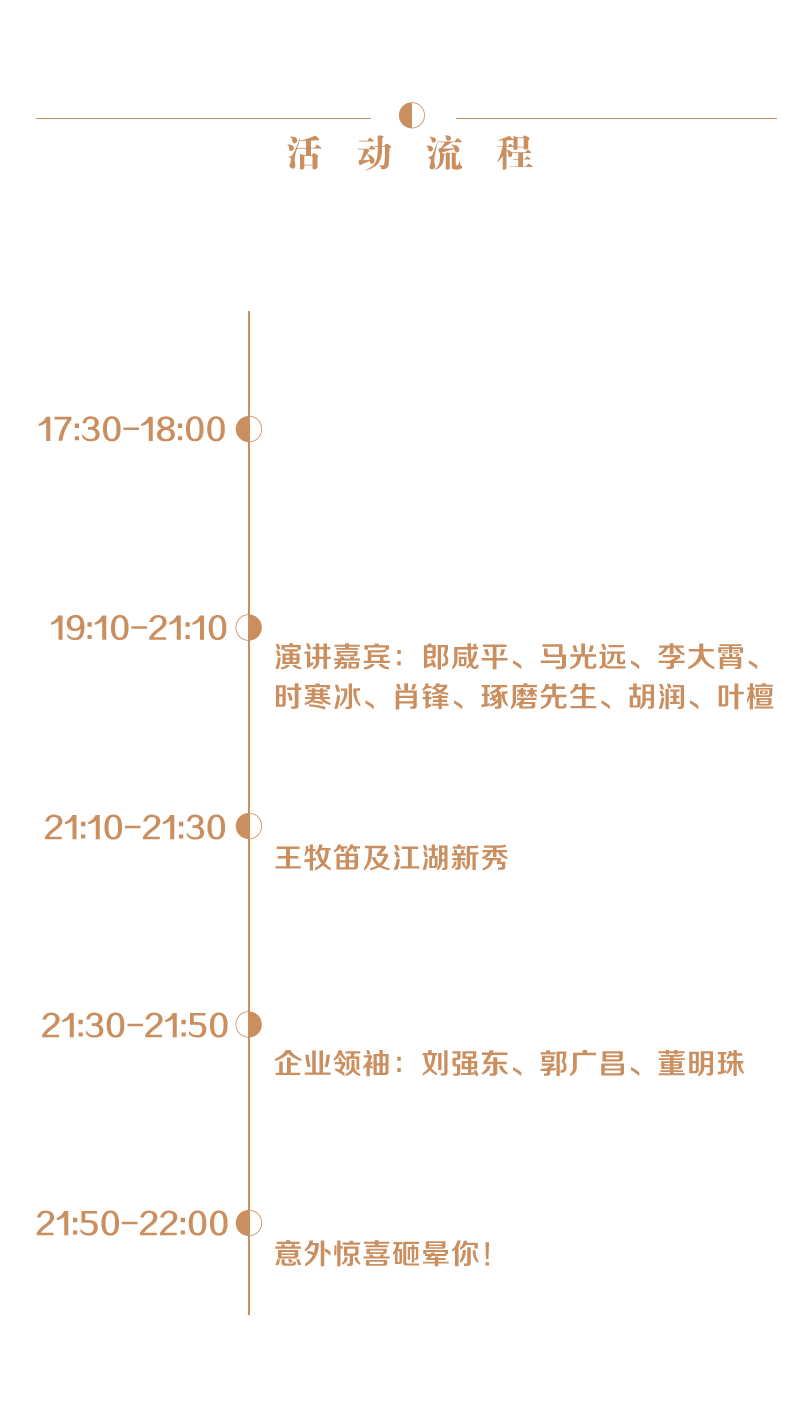 活动流程
17:30-18:00
19:10-21:10
演讲嘉宾：郎咸平、马光远、李大霄、
时寒冰、肖锋、琢磨先生、胡润、叶檀
21:10-21:30
王牧笛及江湖新秀
21:30-21:50
企业领袖：刘强东、郭广昌、董明珠
21:50-22:00
意外惊喜砸晕你！